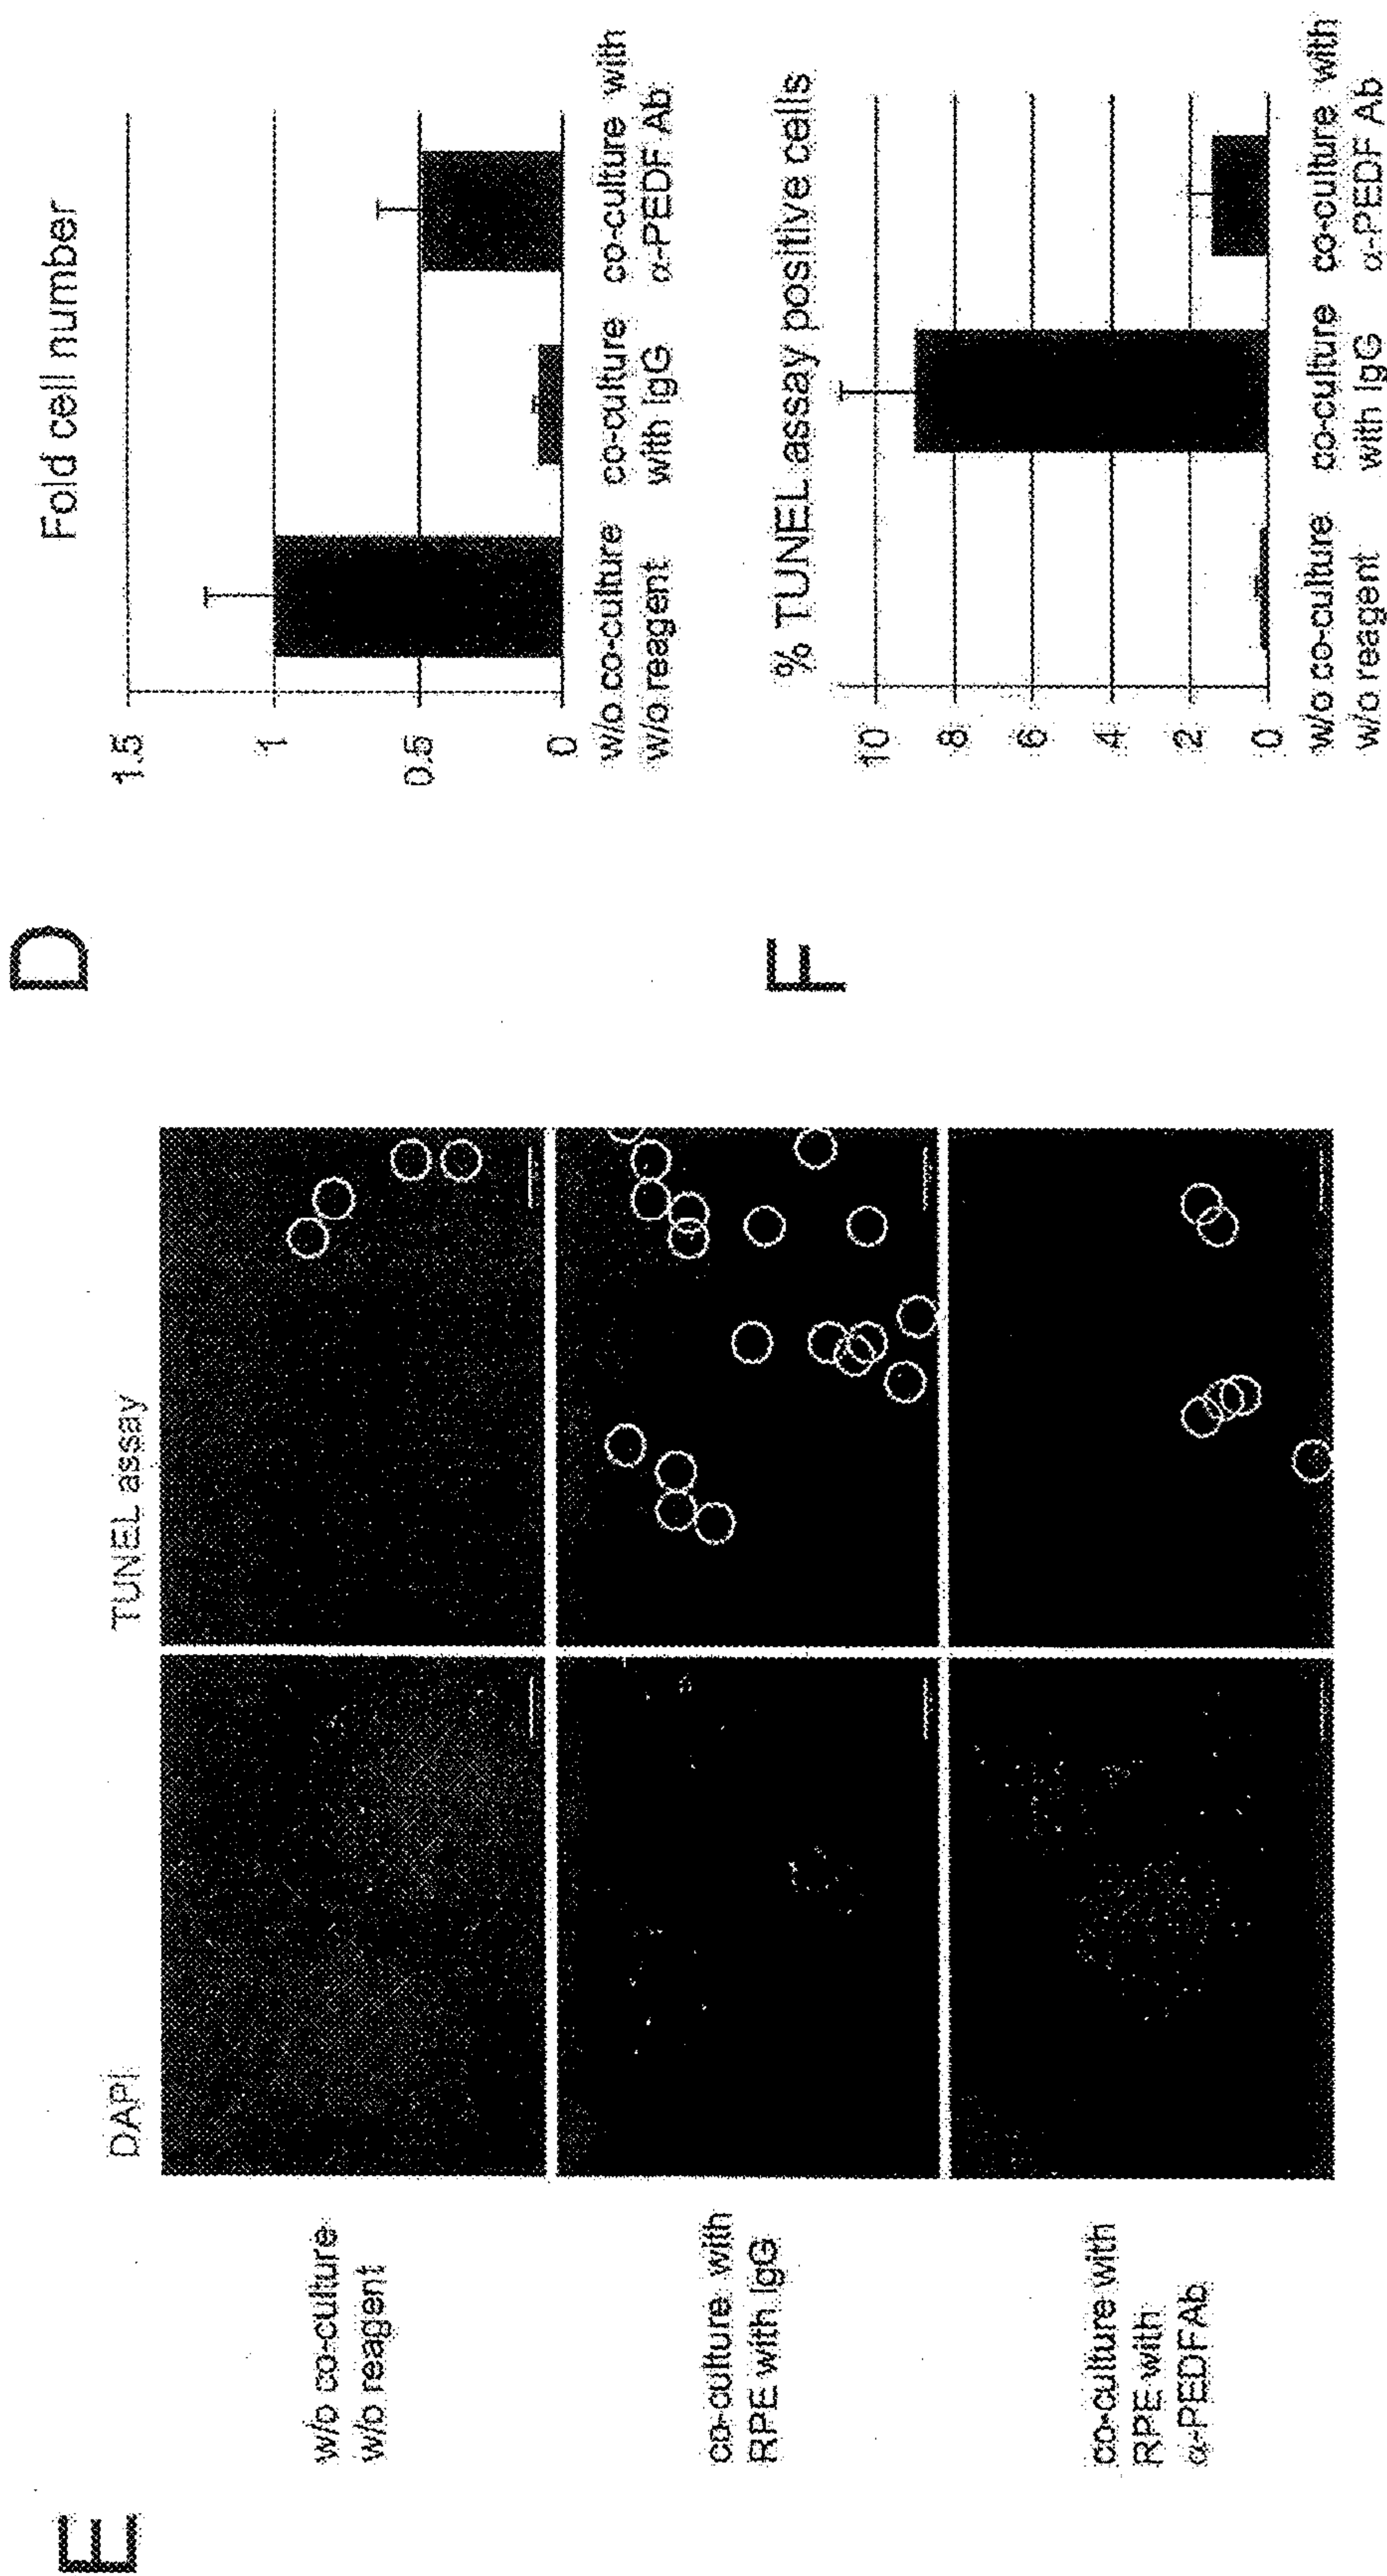 E
DAPI
TUNEL assay
w/o co-culture
w/o reagent
co-culture with
RPE with IgG
co-culture with
RPE with
α-PEDFAb
D
Fold cell number
1.5
1
0.5
0
w/o co-culture co-culture co-culture with
w/o reagent with IgG α-PEDF Ab
F
% TUNEL assay positive cells
10
8
6
4
2
0
w/o co-culture co-culture co-culture with
w/o reagent with IgG α-PEDF Ab